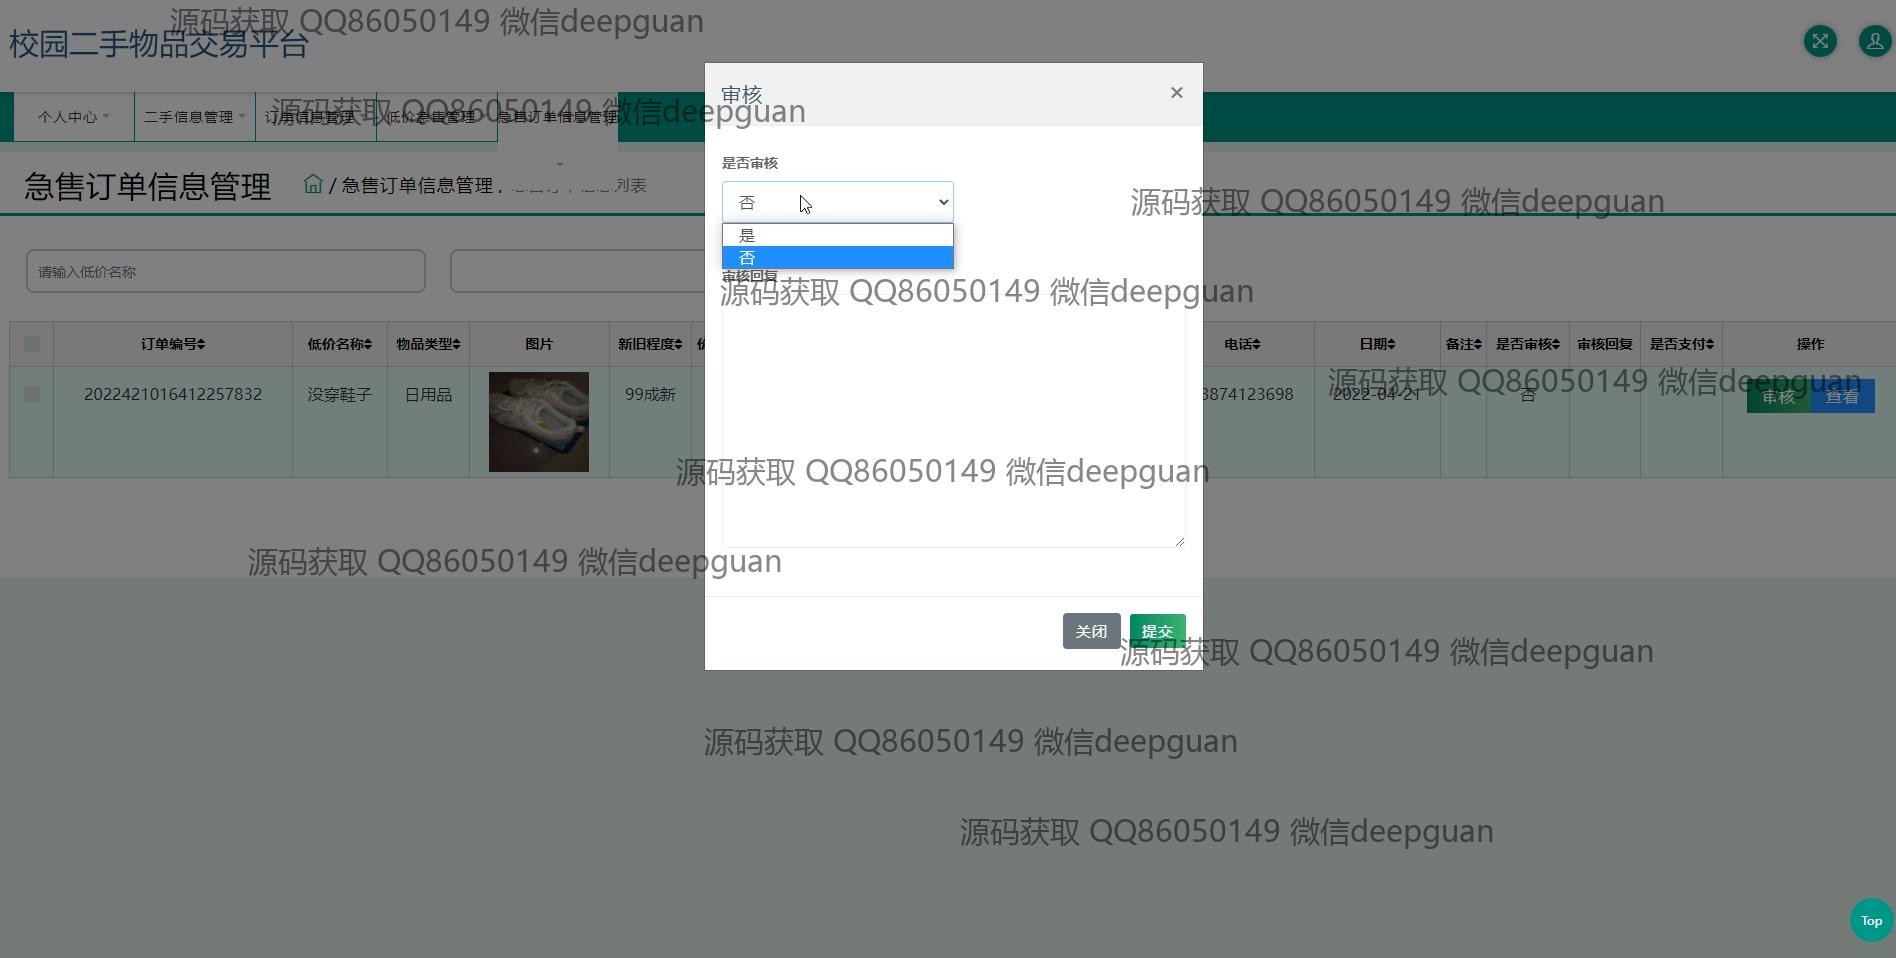 源码获取 QQ86050149 微信deepguan
校园二手物品交易平台
审核
×
源码获取 QQ86050149 微信deepguan
个人中心
二手信息管理
订单信息管理
低价急售管理
急售订单信息管理
是否审核
急售订单信息管理
/ 急售订单信息管理 / 急售订单信息列表
源码获取 QQ86050149 微信deepguan
否
是
否
请输入低价名称
审核回复
源码获取 QQ86050149 微信deepguan
订单编号 低价名称 物品类型 图片 新旧程度 电话 日期 备注 是否审核 审核回复 是否支付 操作
源码获取 QQ86050149 微信deepguan
2022421016412257832 没穿鞋子 日用品 99成新 3874123698 2022-04-21 否 审核 查看
源码获取 QQ86050149 微信deepguan
源码获取 QQ86050149 微信deepguan
关闭 提交
源码获取 QQ86050149 微信deepguan
源码获取 QQ86050149 微信deepguan
源码获取 QQ86050149 微信deepguan
Top